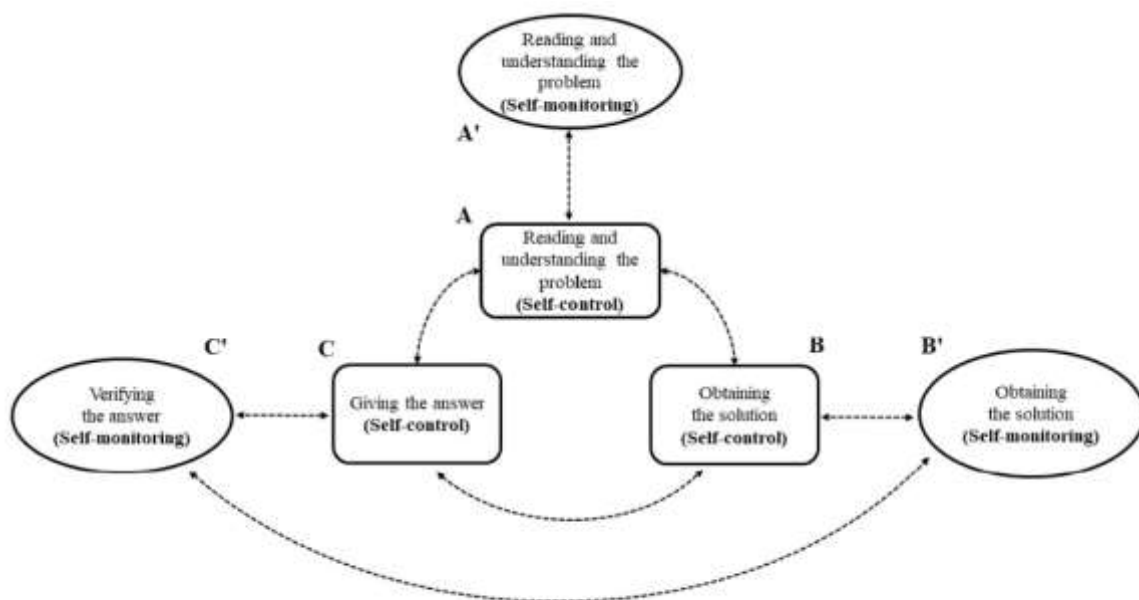 Reading and
understanding the
problem
(Self-monitoring)
A'
A
Reading and
understanding the
problem
(Self-control)
C'
C
B
B'
Verifying
the answer
(Self-monitoring)
Giving the answer
(Self-control)
Obtaining
the solution
(Self-control)
Obtaining
the solution
(Self-monitoring)